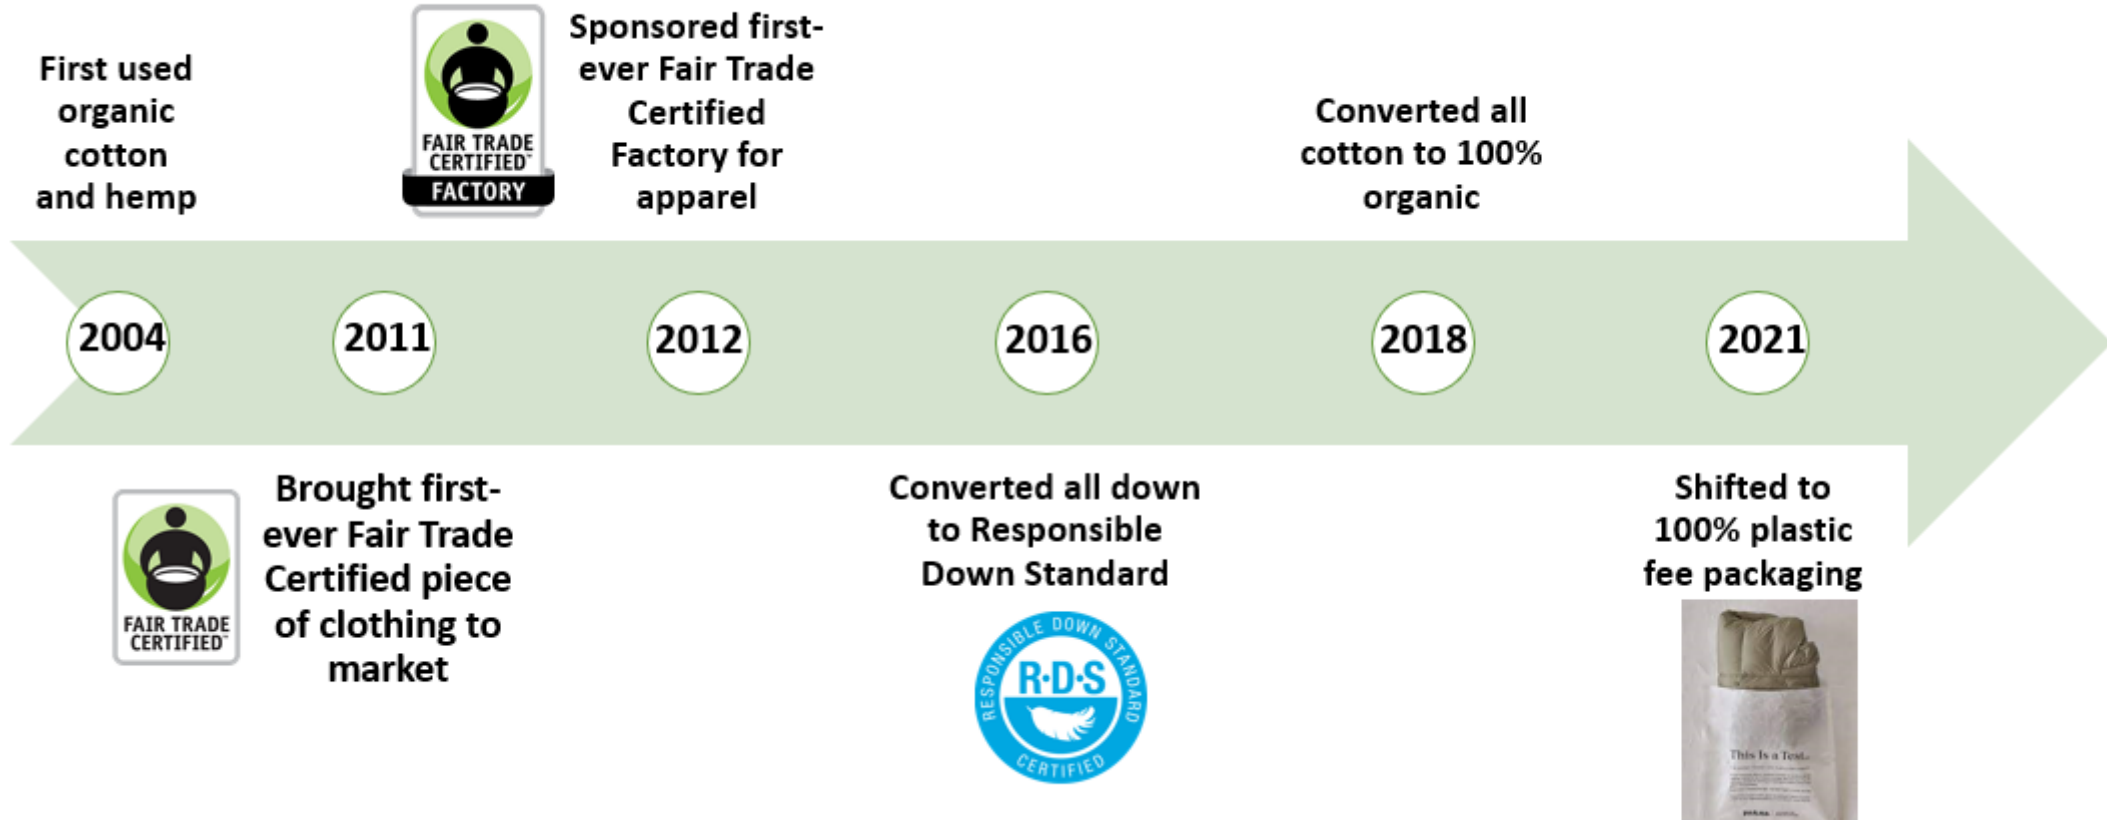 First used
organic
cotton
and hemp
FAIR TRADE
CERTIFIED™
FACTORY
Sponsored first-
ever Fair Trade
Certified
Factory for
apparel
Converted all
cotton to 100%
organic
2004
2011
2012
2016
2018
2021
FAIR TRADE
CERTIFIED™
Brought first-
ever Fair Trade
Certified piece
of clothing to
market
Converted all down
to Responsible
Down Standard
RESPONSIBLE DOWN STANDARD
R·D·S
CERTIFIED
Shifted to
100% plastic
fee packaging
This Is a Test